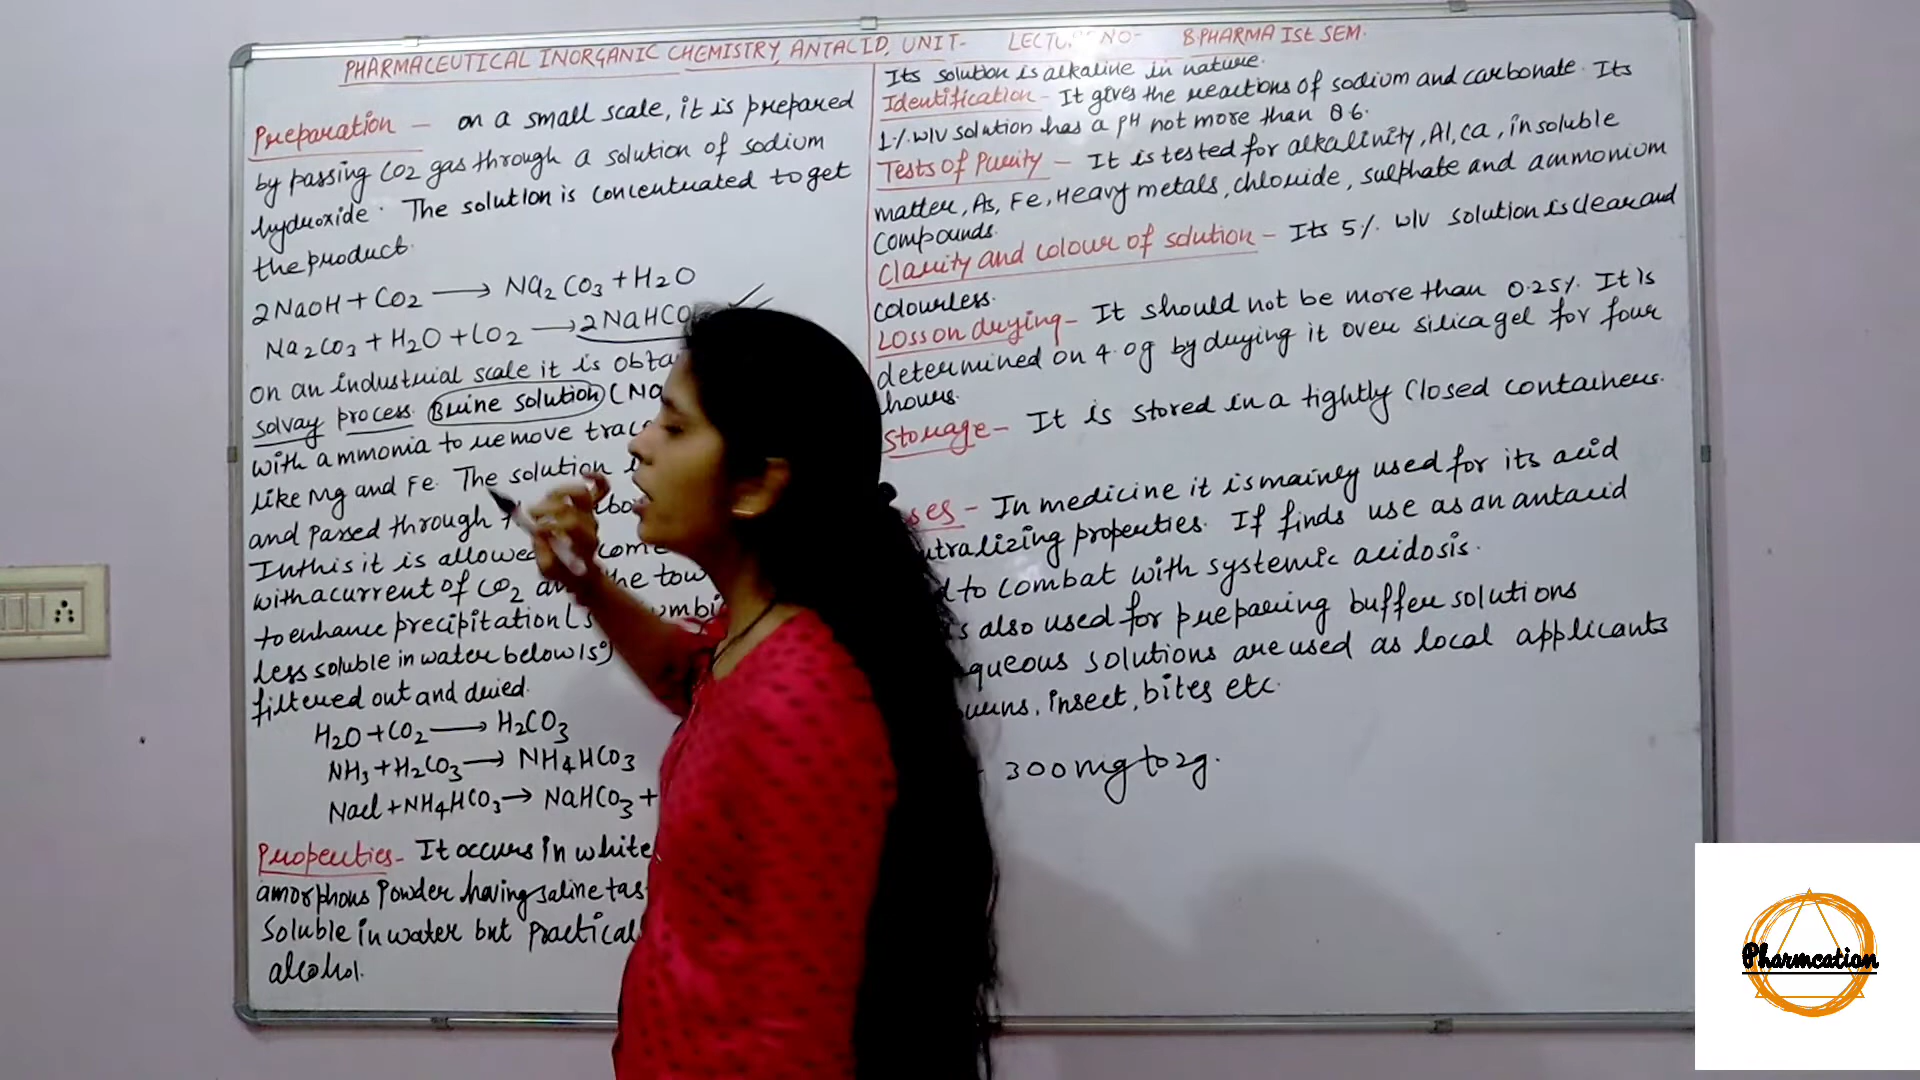 PHARMACEUTICAL INORGANIC CHEMISTRY, ANTACID, UNIT- LECTU NO- B PHARMA Ist SEM.
Preparation - on a small scale, it is prepared
by passing CO2 gas through a solution of sodium
hydroxide. The solution is concentrated to get
the product.
2NaOH + CO2 → Na2CO3 + H2O
Na2CO3 + H2O + CO2 → 2NaHCO
on an industrial scale it is obta
solvay process. Brine solution (Na
with ammonia to remove trac
like Mg and Fe. The solution
and passed through
In this it is allowed come
with a current of CO2 an the tow
to enhance precipitation (s
less soluble in water below 15°)
filtered out and dried.
H2O + CO2 → H2CO3
NH3 + H2CO3 → NH4HCO3
Nacl + NH4HCO3 → NaHCO3 +
Properties- It occurs in white
amorphous Powder having saline tas
Soluble in water but practical
alcohol.
Its solution is alkaline in nature.
Identification - It gives the reactions of sodium and carbonate. Its
1% w/v solution has a pH not more than 8.6.
Tests of Purity - It is tested for alkalinity, Al, Ca, insoluble
matter, As, Fe, Heavy metals, chloride, sulphate and ammonium
compounds.
Clarity and colour of solution - Its 5% w/v solution is clear and
colourless.
Loss on drying - It should not be more than 0.25%. It is
determined on 4.0g by drying it over silica gel for four
hours.
Storage - It is stored in a tightly Closed containers.
ses - In medicine it is mainly used for its acid
utralizing properties. If finds use as an antacid
d to combat with systemic acidosis.
s also used for preparing buffer solutions
queous solutions are used as local applicants
urns, insect, bites etc.
- 300mg to 2g.
Pharmcation